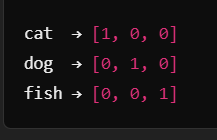 cat → [1, 0, 0]
dog → [0, 1, 0]
fish → [0, 0, 1]